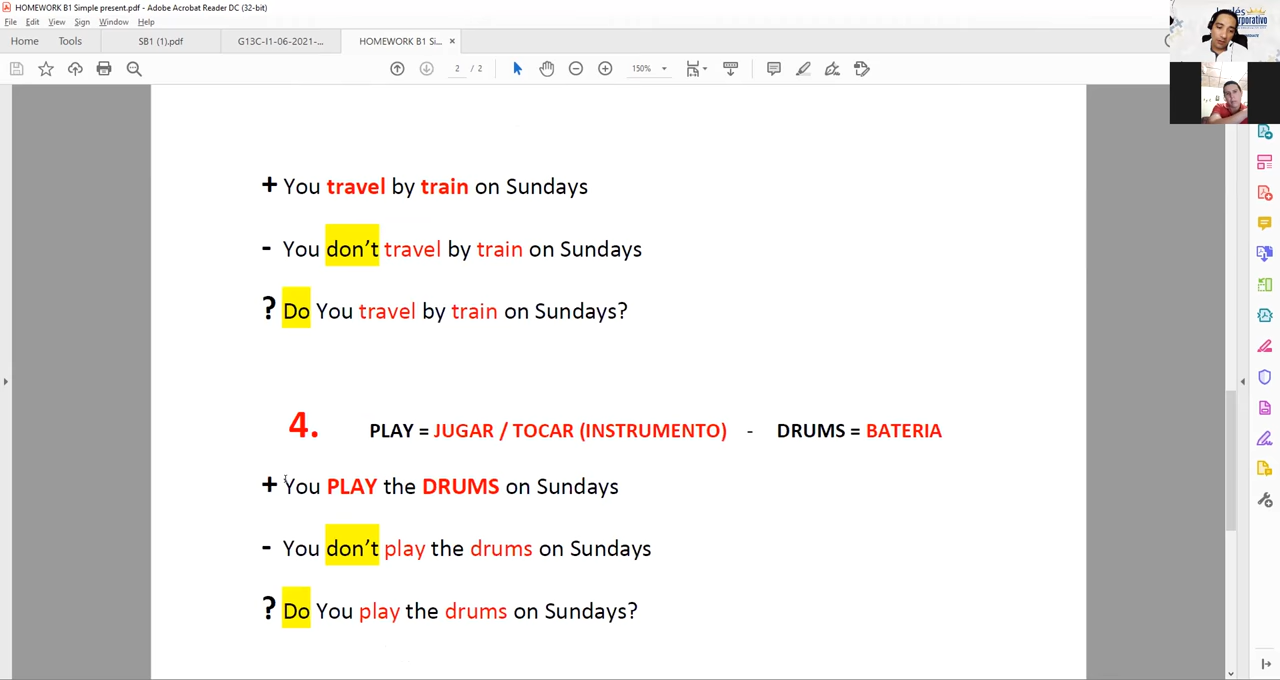 HOMEWORK B1 Simple present.pdf - Adobe Acrobat Reader DC (32-bit)
File Edit View Sign Window Help
Home Tools SB1 (1).pdf G13C-I1-06-2021-... HOMEWORK B1 Si... ×
2 / 2 150%
+ You travel by train on Sundays
- You don't travel by train on Sundays
? Do You travel by train on Sundays?
4. PLAY = JUGAR / TOCAR (INSTRUMENTO) - DRUMS = BATERIA
+ You PLAY the DRUMS on Sundays
- You don't play the drums on Sundays
? Do You play the drums on Sundays?